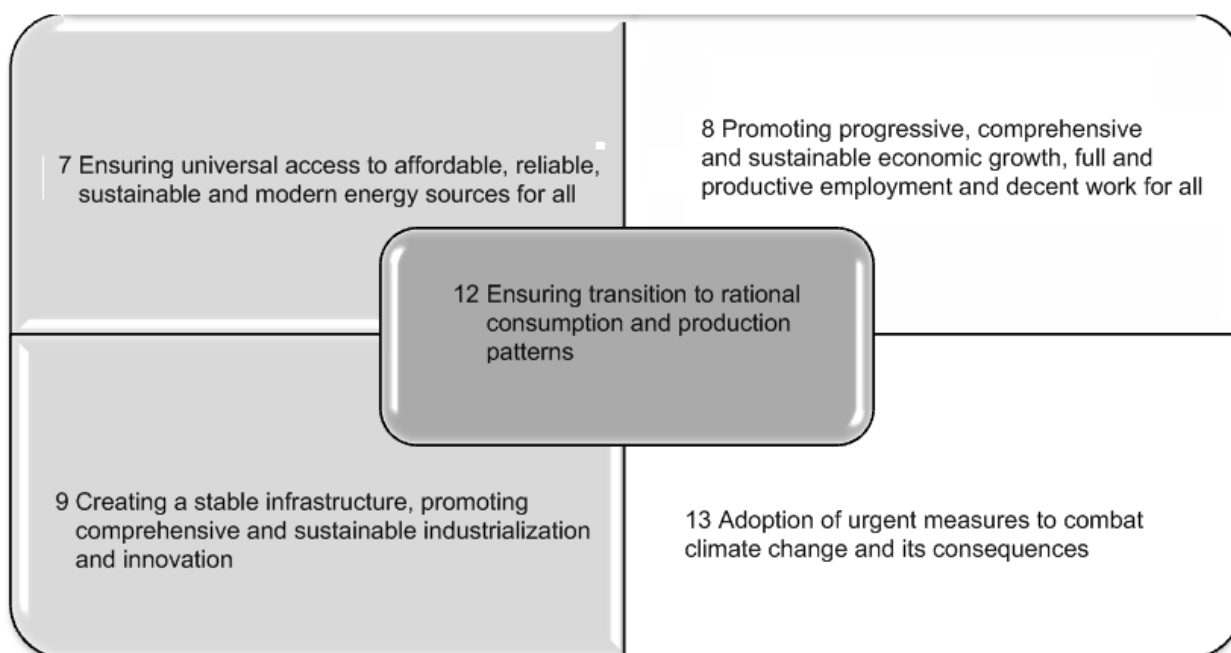 7 Ensuring universal access to affordable, reliable,
sustainable and modern energy sources for all
8 Promoting progressive, comprehensive
and sustainable economic growth, full and
productive employment and decent work for all
12 Ensuring transition to rational
consumption and production
patterns
9 Creating a stable infrastructure, promoting
comprehensive and sustainable industrialization
and innovation
13 Adoption of urgent measures to combat
climate change and its consequences